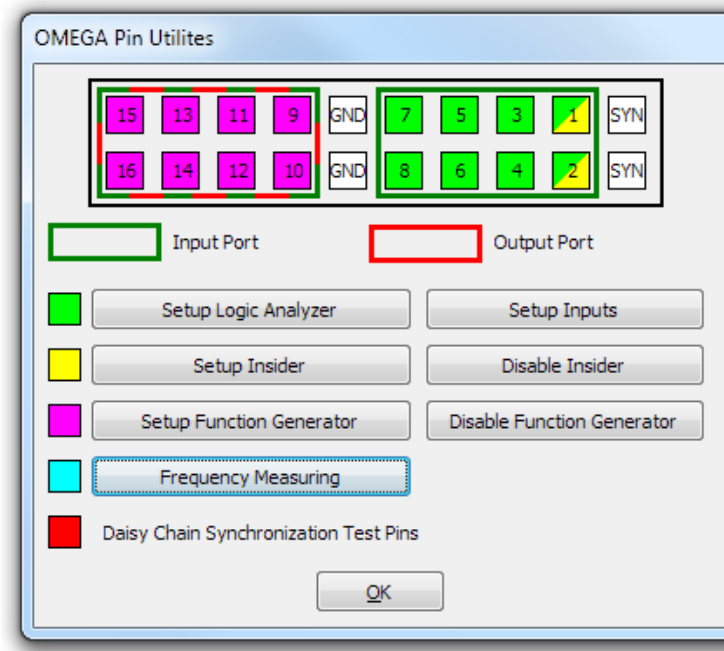 OMEGA Pin Utilites
15 13 11 9 GND 7 5 3 1 SYN
16 14 12 10 GND 8 6 4 2 SYN
Input Port Output Port
Setup Logic Analyzer Setup Inputs
Setup Insider Disable Insider
Setup Function Generator Disable Function Generator
Frequency Measuring
Daisy Chain Synchronization Test Pins
OK